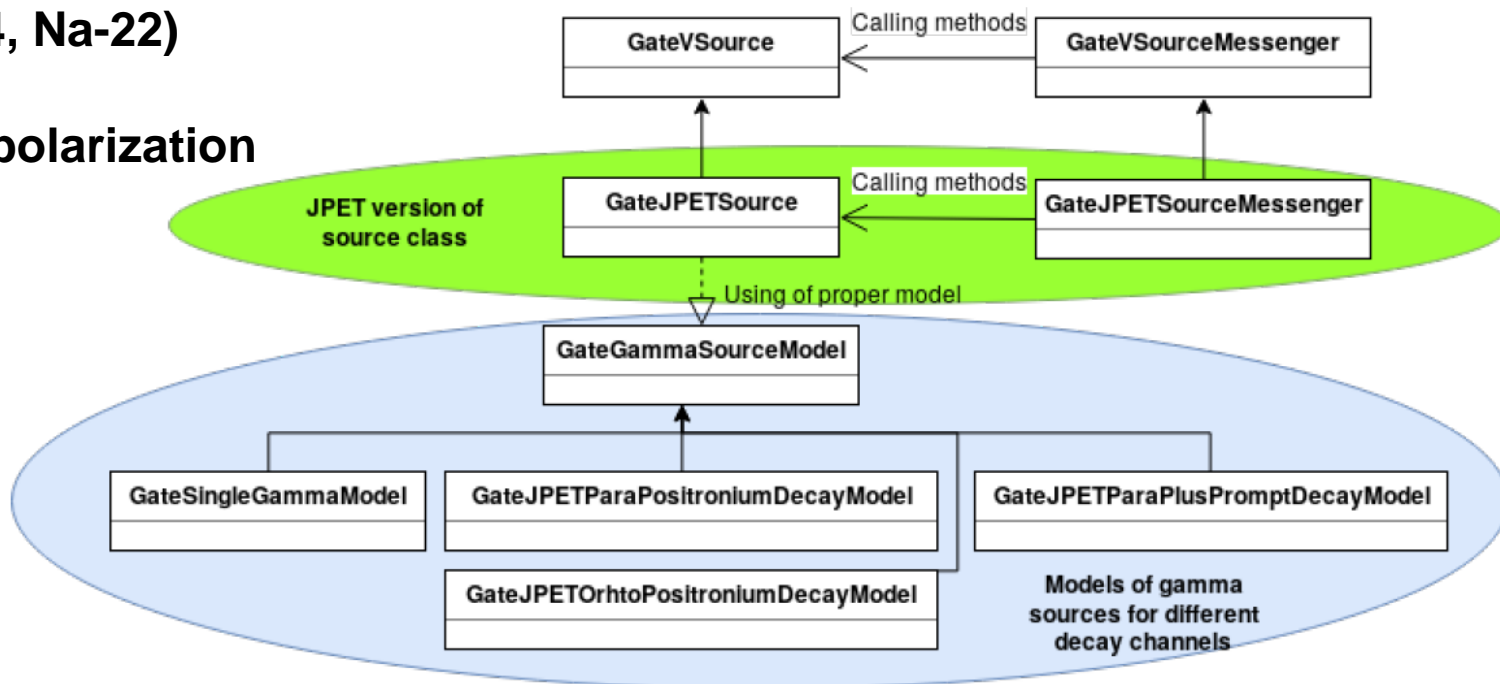 , Na-22)
polarization
Calling methods
GateVSource
GateVSourceMessenger
Calling methods
JPET version of
source class
GateJPETSource
GateJPETSourceMessenger
Using of proper model
GateGammaSourceModel
GateSingleGammaModel
GateJPETParaPositroniumDecayModel
GateJPETParaPlusPromptDecayModel
GateJPETOrhtoPositroniumDecayModel
Models of gamma
sources for different
decay channels